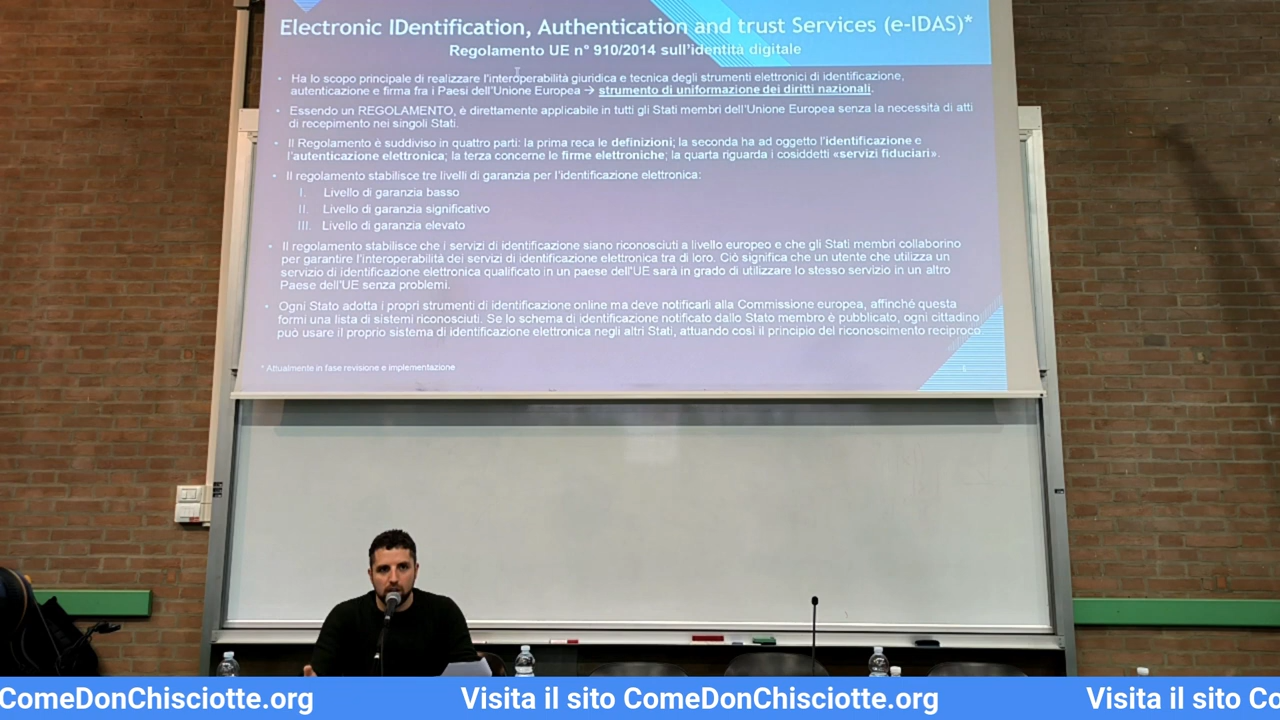 Electronic IDentification, Authentication and trust Services (e-IDAS)*
Regolamento UE n° 910/2014 sull'identità digitale
• Ha lo scopo principale di realizzare l'interoperabilità giuridica e tecnica degli strumenti elettronici di identificazione,
autenticazione e firma fra i Paesi dell'Unione Europea → strumento di uniformazione dei diritti nazionali.
• Essendo un REGOLAMENTO, è direttamente applicabile in tutti gli Stati membri dell'Unione Europea senza la necessità di atti
di recepimento nei singoli Stati.
• Il Regolamento è suddiviso in quattro parti: la prima reca le definizioni; la seconda ha ad oggetto l'identificazione e
l'autenticazione elettronica; la terza concerne le firme elettroniche; la quarta riguarda i cosiddetti «servizi fiduciari».
• Il regolamento stabilisce tre livelli di garanzia per l'identificazione elettronica:
I. Livello di garanzia basso
II. Livello di garanzia significativo
III. Livello di garanzia elevato
• Il regolamento stabilisce che i servizi di identificazione siano riconosciuti a livello europeo e che gli Stati membri collaborino
per garantire l'interoperabilità dei servizi di identificazione elettronica tra di loro. Ciò significa che un utente che utilizza un
servizio di identificazione elettronica qualificato in un paese dell'UE sarà in grado di utilizzare lo stesso servizio in un altro
Paese dell'UE senza problemi.
• Ogni Stato adotta i propri strumenti di identificazione online ma deve notificarli alla Commissione europea, affinché questa
formi una lista di sistemi riconosciuti. Se lo schema di identificazione notificato dallo Stato membro è pubblicato, ogni cittadino
può usare il proprio sistema di identificazione elettronica negli altri Stati, attuando così il principio del riconoscimento reciproco.
* Attualmente in fase revisione e implementazione
ComeDonChisciotte.org Visita il sito ComeDonChisciotte.org Visita il sito Co